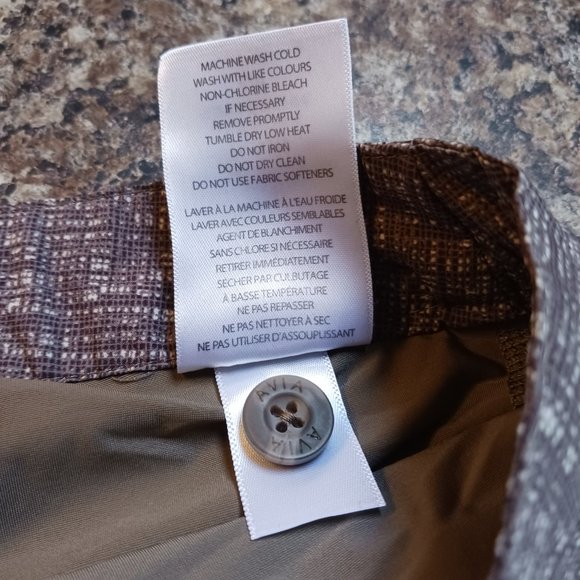 MACHINE WASH COLD
WASH WITH LIKE COLOURS
NON-CHLORINE BLEACH
IF NECESSARY
REMOVE PROMPTLY
TUMBLE DRY LOW HEAT
DO NOT IRON
DO NOT DRY CLEAN
DO NOT USE FABRIC SOFTENERS
LAVER À LA MACHINE À L'EAU FROIDE
LAVER AVEC COULEURS SEMBLABLES
AGENT DE BLANCHIMENT
SANS CHLORE SI NÉCESSAIRE
RETIRER IMMÉDIATEMENT
SÉCHER PAR CULBUTAGE
À BASSE TEMPÉRATURE
NE PAS REPASSER
NE PAS NETTOYER À SEC
NE PAS UTILISER D'ASSOUPLISSANT
AVIA
AVIA